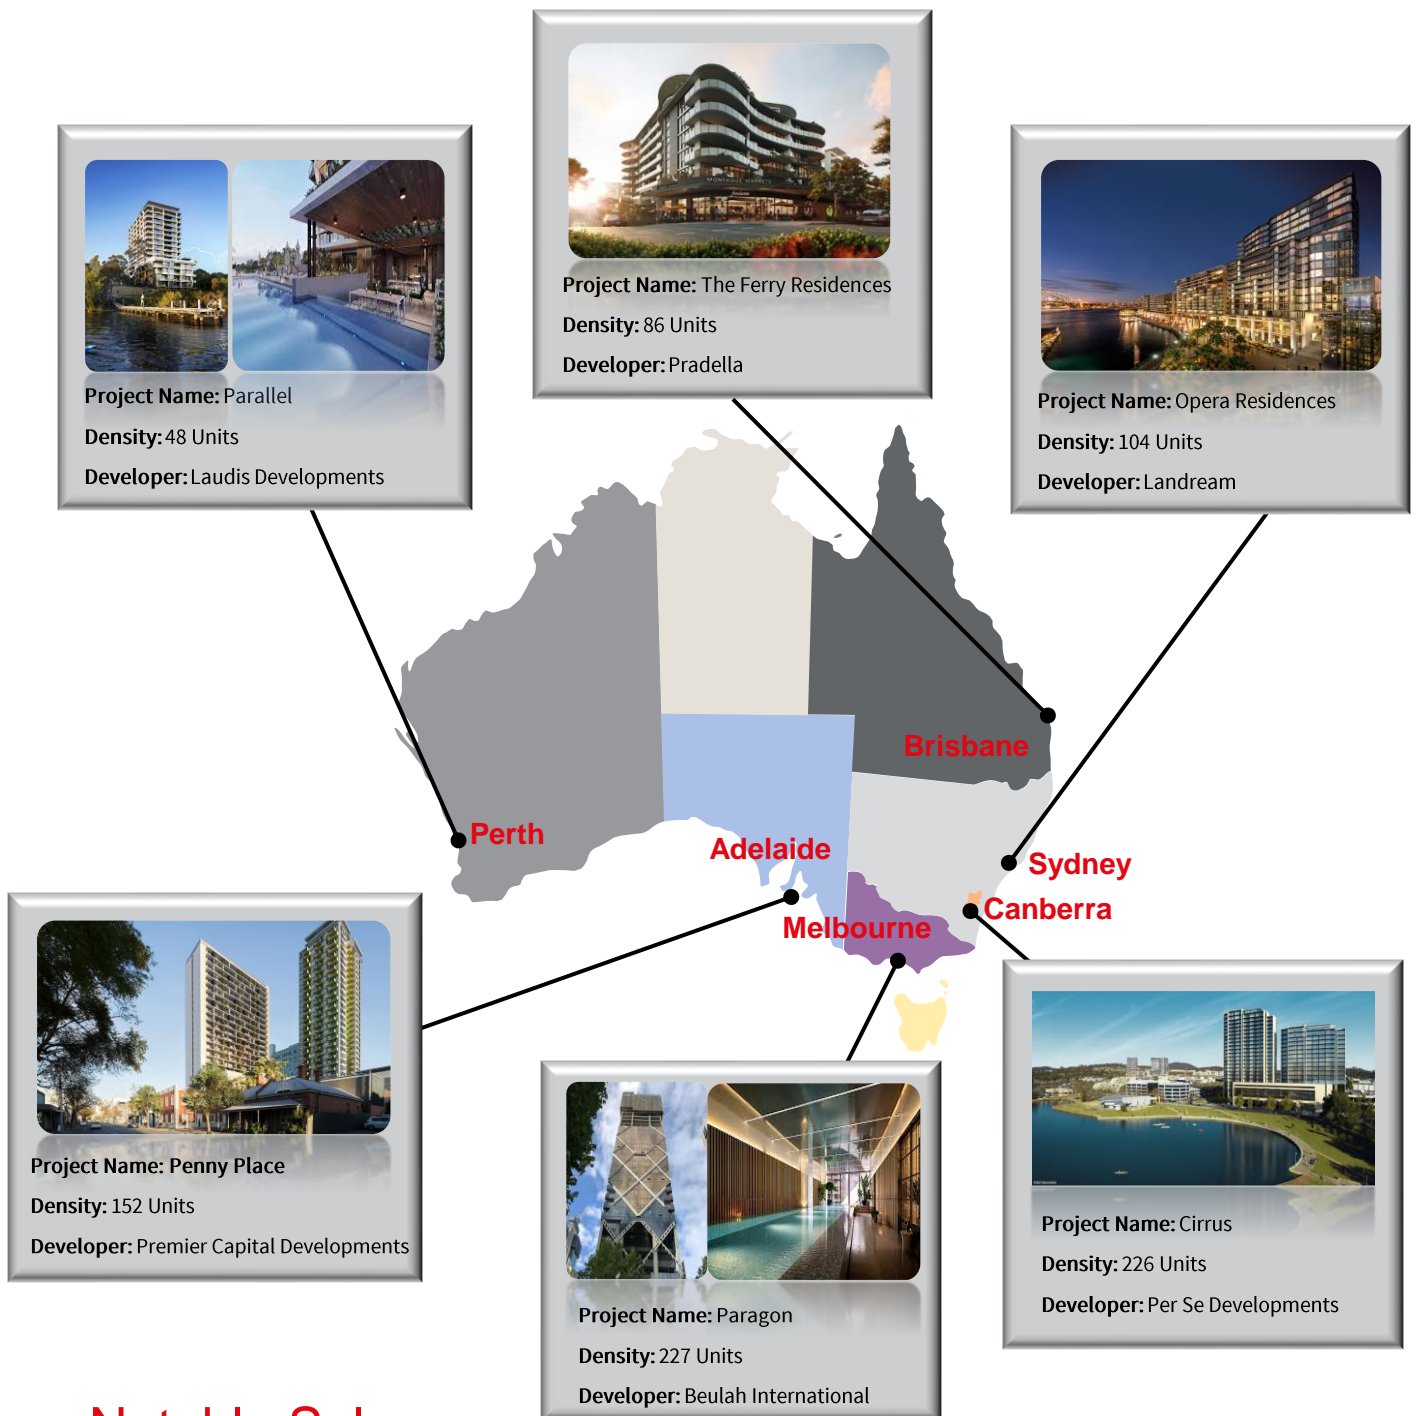 Project Name: The Ferry Residences
Density: 86 Units
Developer: Pradella
Project Name: Parallel
Density: 48 Units
Developer: Laudis Developments
Project Name: Opera Residences
Density: 104 Units
Developer: Landream
Brisbane
Perth
Adelaide
Sydney
Canberra
Melbourne
Project Name: Penny Place
Density: 152 Units
Developer: Premier Capital Developments
Project Name: Cirrus
Density: 226 Units
Developer: Per Se Developments
Project Name: Paragon
Density: 227 Units
Developer: Beulah International